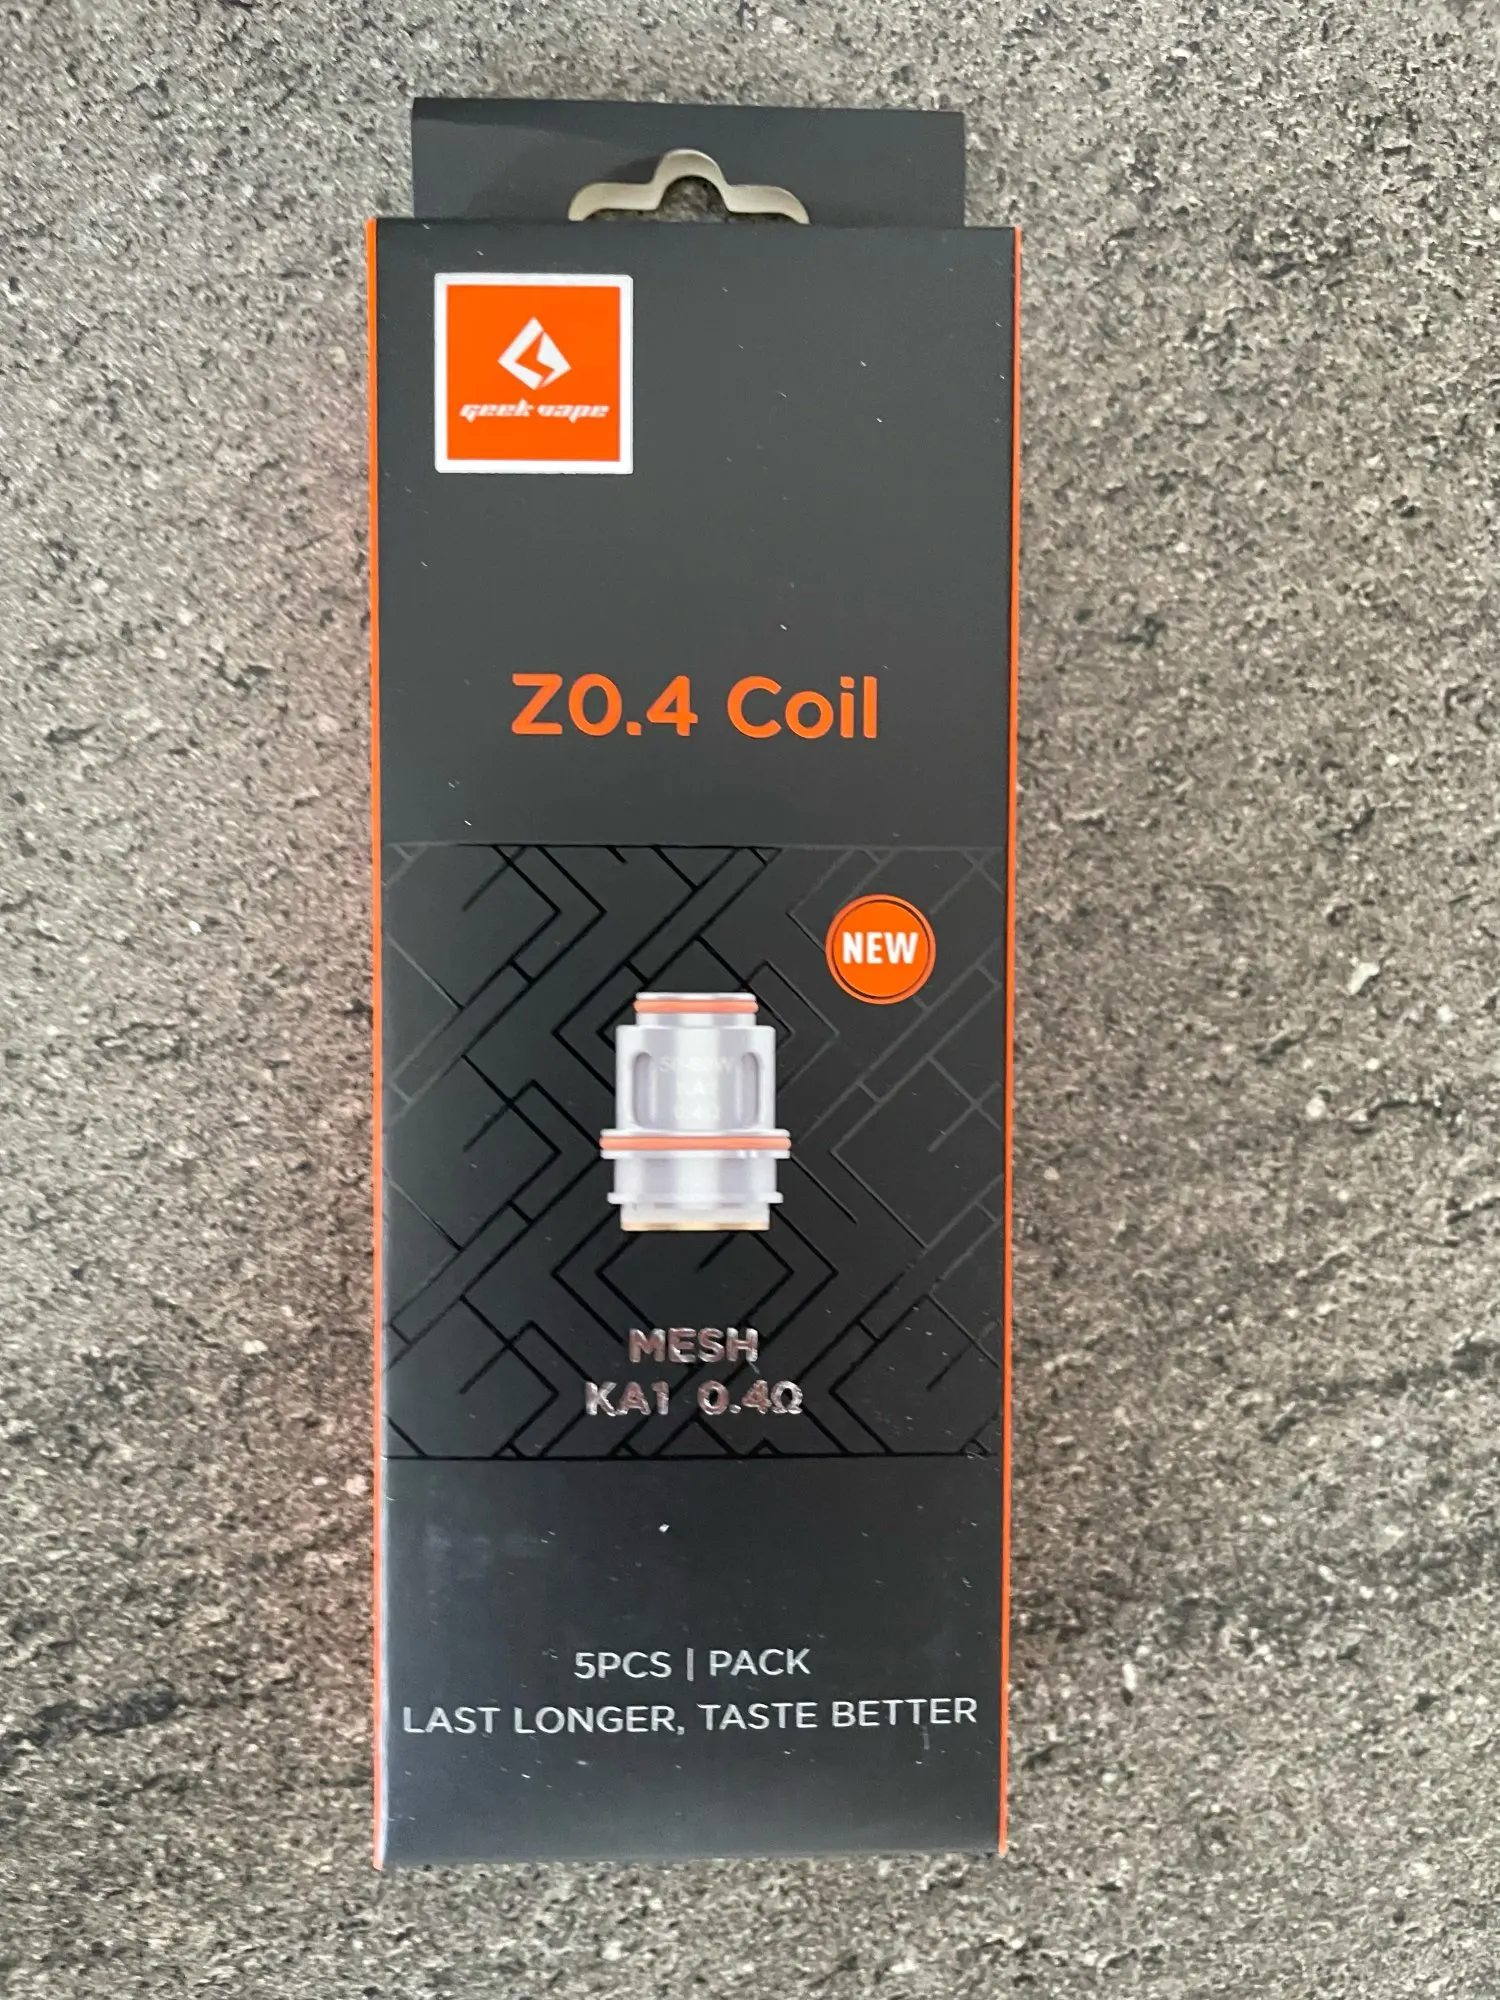 geek vape
Z0.4 Coil
NEW
MESH
KA1 0.4Ω
5PCS | PACK
LAST LONGER, TASTE BETTER